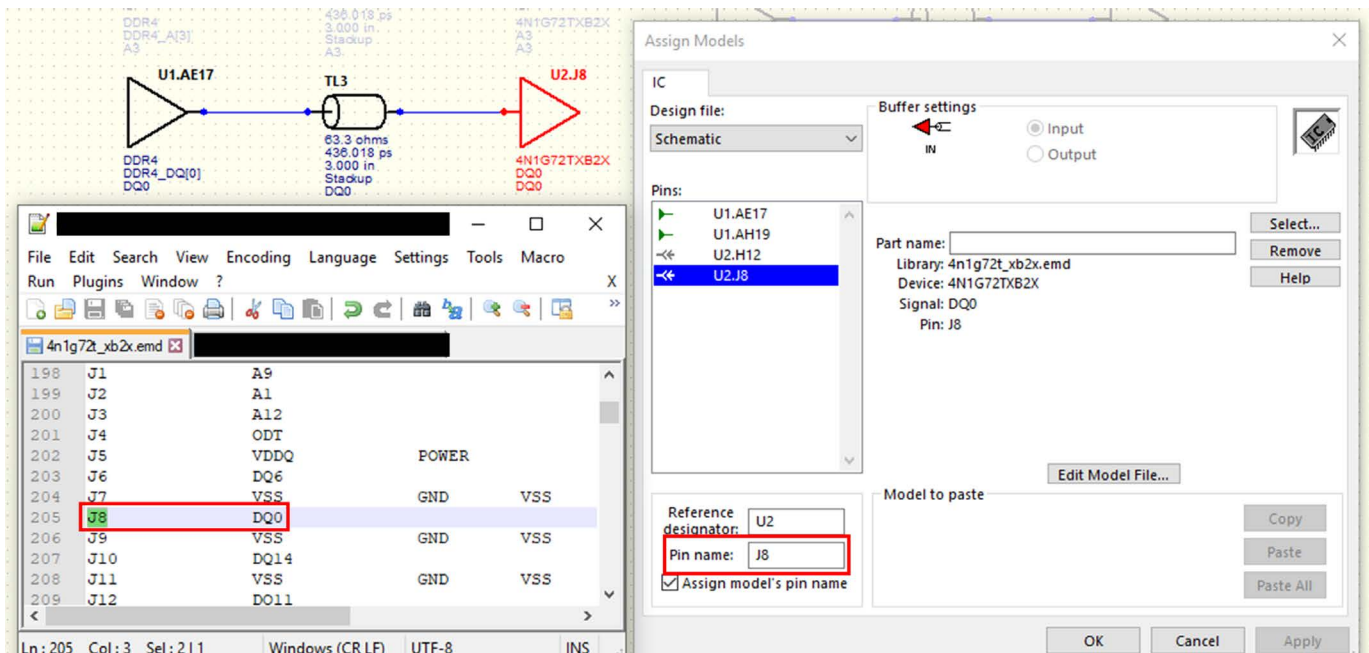 DDR4
DDR4_A[3]
A3
436.018 ps
3.000 in
Stackup
A3
4N1G72TXB2X
A3
A3
U1.AE17
TL3
U2.J8
DDR4
DDR4_DQ[0]
DQ0
63.3 ohms
436.018 ps
3.000 in
Stackup
DQ0
4N1G72TXB2X
DQ0
DQ0
File Edit Search View Encoding Language Settings Tools Macro
Run Plugins Window ? X
4n1g72t_xb2x.emd
198 J1 A9
199 J2 A1
200 J3 A12
201 J4 ODT
202 J5 VDDQ POWER
203 J6 DQ6
204 J7 VSS GND VSS
205 J8 DQ0
206 J9 VSS GND VSS
207 J10 DQ14
208 J11 VSS GND VSS
209 J12 DQ11
Ln : 205 Col : 3 Sel : 2 | 1 Windows (CR LF) UTF-8 INS
Assign Models
IC
Design file:
Schematic
Buffer settings
IN
Input
Output
IC
Pins:
U1.AE17
U1.AH19
U2.H12
U2.J8
Part name:
Library: 4n1g72t_xb2x.emd
Device: 4N1G72TXB2X
Signal: DQ0
Pin: J8
Select...
Remove
Help
Edit Model File...
Reference designator: U2
Pin name: J8
Assign model's pin name
Model to paste
Copy
Paste
Paste All
OK Cancel Apply